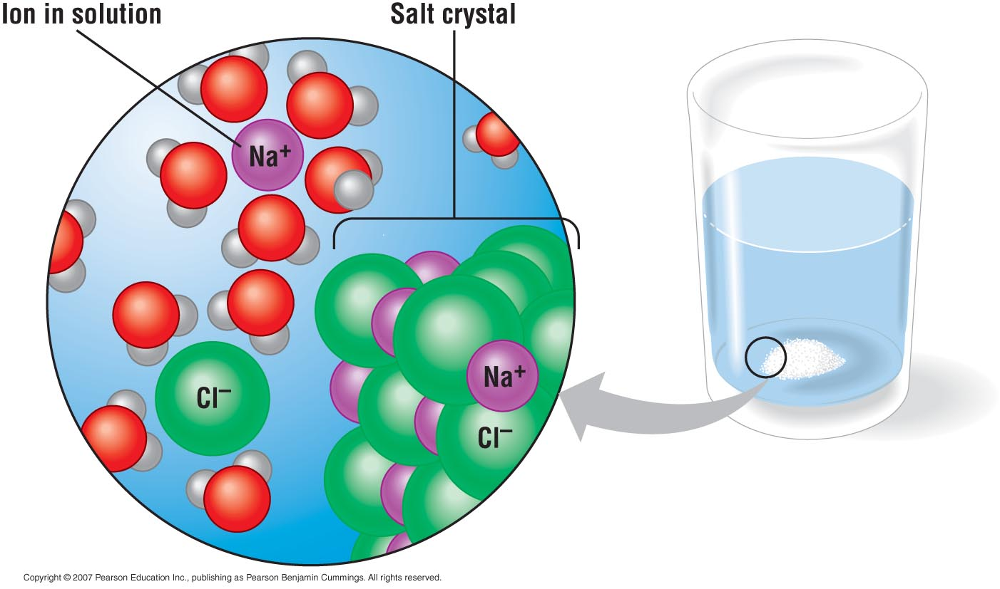 Ion in solution
Salt crystal
Na⁺
Cl⁻
Na⁺
Cl⁻
Copyright © 2007 Pearson Education Inc., publishing as Pearson Benjamin Cummings. All rights reserved.